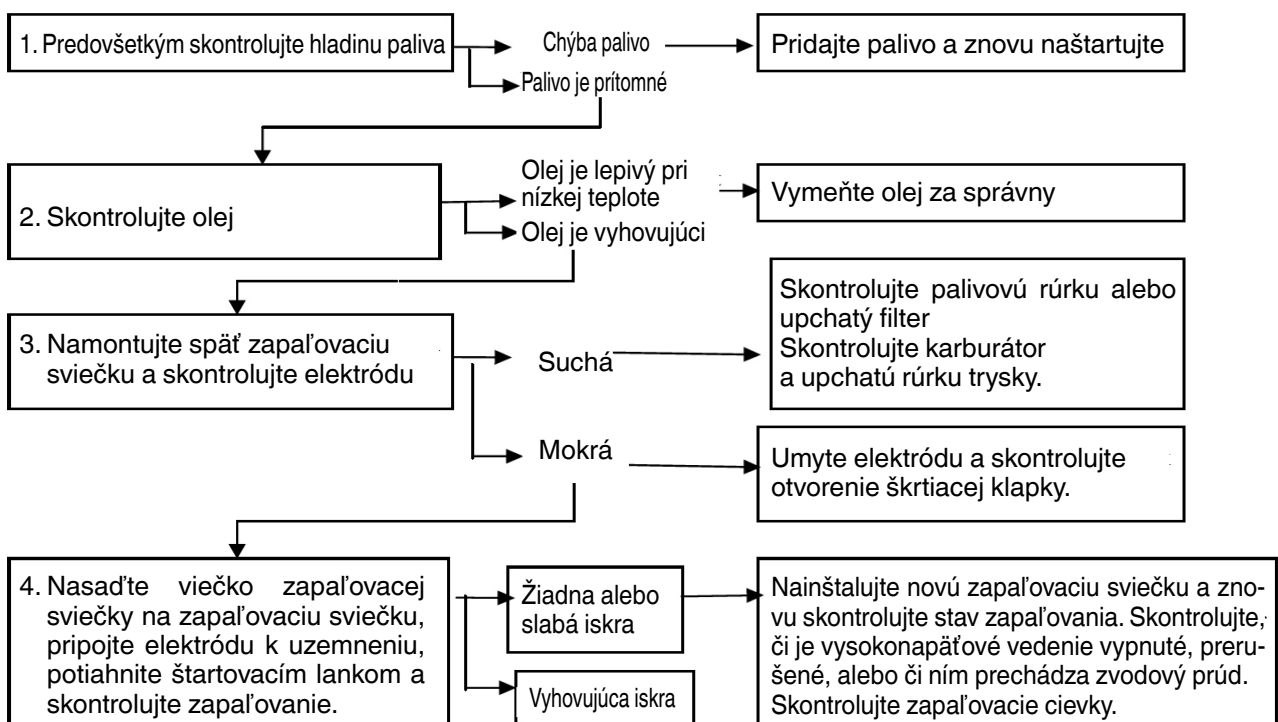 1. Predovšetkým skontrolujte hladinu paliva
Chýba palivo
Pridajte palivo a znovu naštartujte
Palivo je prítomné
2. Skontrolujte olej
Olej je lepivý pri
nízkej teplote
Vymeňte olej za správny
Olej je vyhovujúci
3. Namontujte späť zapaľovaciu
sviečku a skontrolujte elektródu
Suchá
Skontrolujte palivovú rúrku alebo
upchatý filter
Skontrolujte karburátor
a upchatú rúrku trysky.
Mokrá
Umyte elektródu a skontrolujte
otvorenie škrtiacej klapky.
4. Nasaďte viečko zapaľovacej
sviečky na zapaľovaciu sviečku,
pripojte elektródu k uzemneniu,
potiahnite štartovacím lankom a
skontrolujte zapaľovanie.
Žiadna alebo
slabá iskra
Nainštalujte novú zapaľovaciu sviečku a zno-
vu skontrolujte stav zapaľovania. Skontrolujte,
či je vysokonapäťové vedenie vypnuté, preru-
šené, alebo či ním prechádza zvodový prúd.
Skontrolujte zapaľovacie cievky.
Vyhovujúca iskra